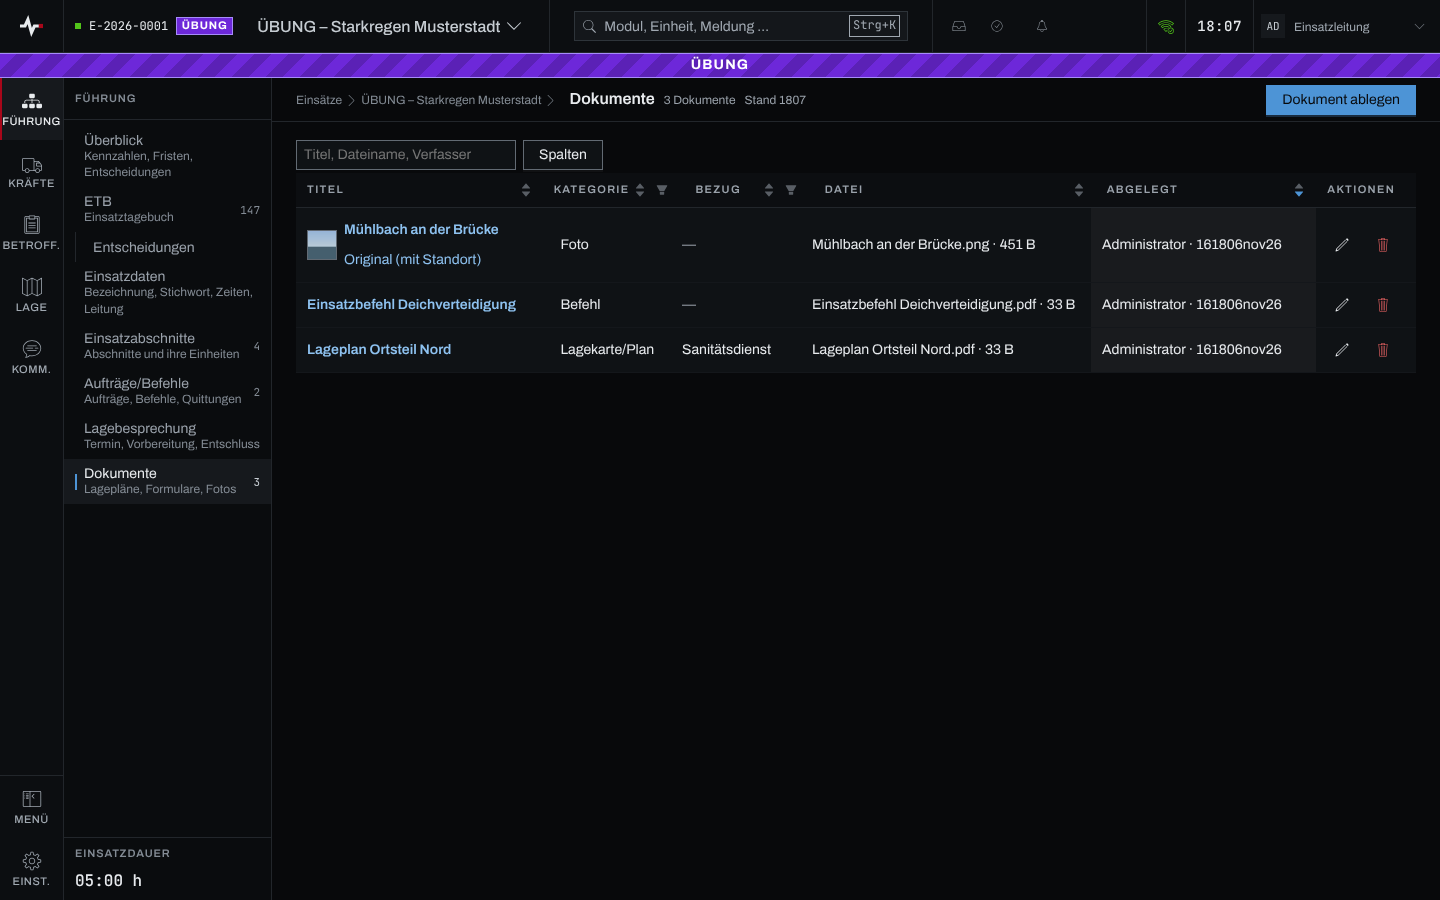 E-2026-0001 ÜBUNG ÜBUNG – Starkregen Musterstadt
Modul, Einheit, Meldung ... Strg+K
18:07 AD Einsatzleitung
ÜBUNG
FÜHRUNG
KRÄFTE
BETROFF.
LAGE
KOMM.
MENÜ
EINST.
FÜHRUNG
Überblick
Kennzahlen, Fristen,
Entscheidungen
ETB
Einsatztagebuch 147
Entscheidungen
Einsatzdaten
Bezeichnung, Stichwort, Zeiten,
Leitung
Einsatzabschnitte
Abschnitte und ihre Einheiten 4
Aufträge/Befehle
Aufträge, Befehle, Quittungen 2
Lagebesprechung
Termin, Vorbereitung, Entschluss
Dokumente
Lagepläne, Formulare, Fotos 3
EINSATZDAUER
05:00 h
Einsätze ÜBUNG – Starkregen Musterstadt Dokumente 3 Dokumente Stand 1807
Dokument ablegen
Titel, Dateiname, Verfasser Spalten
TITEL KATEGORIE BEZUG DATEI ABGELEGT AKTIONEN
Mühlbach an der Brücke
Original (mit Standort)
Foto — Mühlbach an der Brücke.png · 451 B Administrator · 161806nov26
Einsatzbefehl Deichverteidigung Befehl — Einsatzbefehl Deichverteidigung.pdf · 33 B Administrator · 161806nov26
Lageplan Ortsteil Nord Lagekarte/Plan Sanitätsdienst Lageplan Ortsteil Nord.pdf · 33 B Administrator · 161806nov26